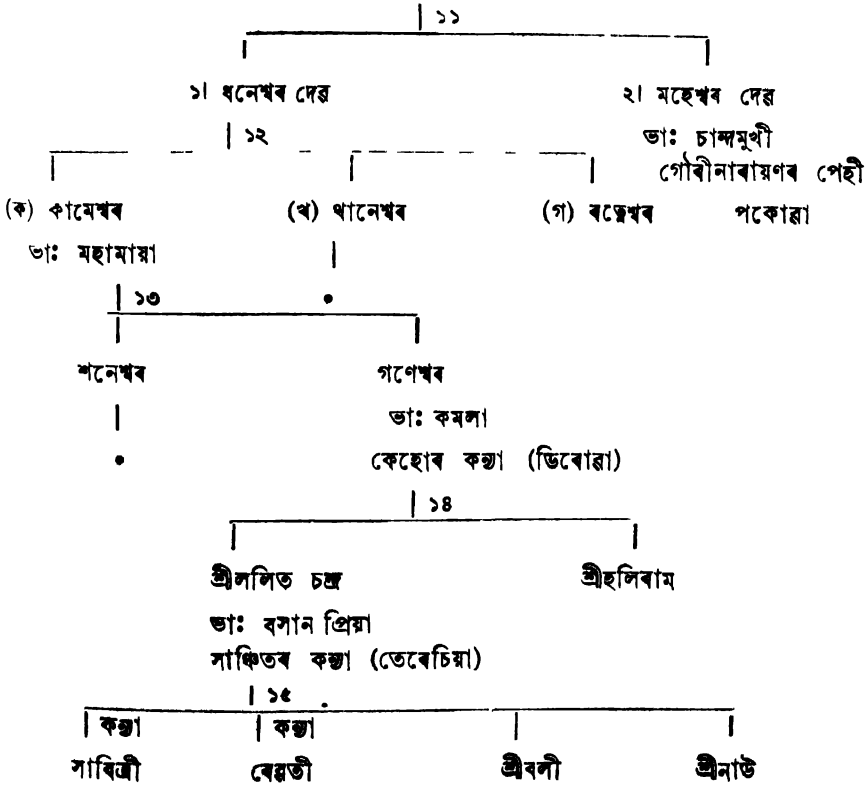 ১১
১। ধনেশ্বৰ দেৱ ২। মহেশ্বৰ দেৱ
১২ ভাঃ চান্দমুখী
গৌৰীনাৰায়ণৰ পেহী
(ক) কামেশ্বৰ (খ) থানেশ্বৰ (গ) ৰত্নেশ্বৰ পকোৱা
ভাঃ মহামায়া
১৩
শনেশ্বৰ গণেশ্বৰ
ভাঃ কমলা
কেহোৰ কন্যা (ডিৰোৱা)
১৪
শ্ৰীললিত চন্দ্ৰ শ্ৰীহলিৰাম
ভাঃ বসান প্ৰিয়া
সাঞ্চিতৰ কন্যা (তেৰেচিয়া)
১৫
কন্যা কন্যা
সাবিত্ৰী ৰেৱতী শ্ৰীবলী শ্ৰীনাউ